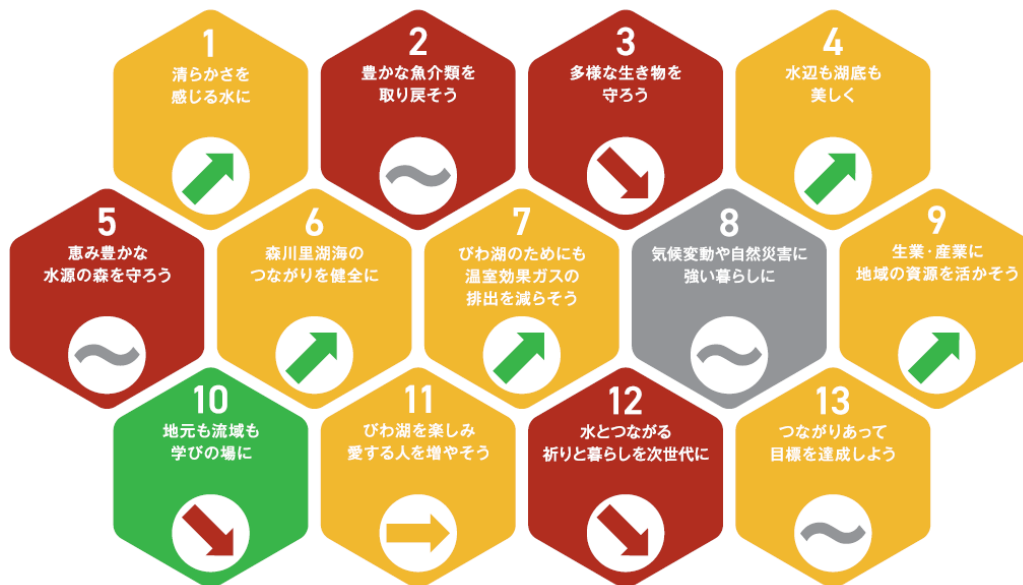 1
清らかさを
感じる水に
2
豊かな魚介類を
取り戻そう
3
多様な生き物を
守ろう
4
水辺も湖底も
美しく
5
恵み豊かな
水源の森を守ろう
6
森川里湖海の
つながりを健全に
7
びわ湖のためにも
温室効果ガスの
排出を減らそう
8
気候変動や自然災害に
強い暮らしに
9
生業・産業に
地域の資源を活かそう
10
地元も流域も
学びの場に
11
びわ湖を楽しみ
愛する人を増やそう
12
水とつながる
祈りと暮らしを次世代に
13
つながりあって
目標を達成しよう